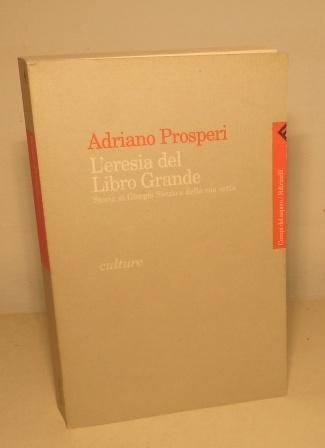 Adriano Prosperi
L'eresia del
Libro Grande
Storia di Giorgio Siculo e della sua setta
culture
Campi del sapere / Feltrinelli